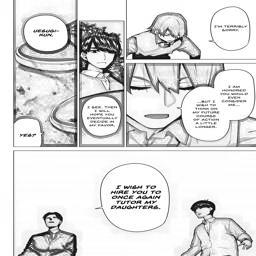 I'M TERRIBLY
SORRY.
I AM
HONORED
YOU WOULD
EVER
CONSIDER
ME...
...BUT I
WISH TO
THINK ON
MY FUTURE
COURSE OF
ACTION
A LITTLE
LONGER.
I SEE. THEN I
WILL HOPE
YOU WILL
EVENTUALLY
DECIDE IN
MY FAVOR.
UESUGI-
KUN.
YES?
I WISH TO
HIRE YOU TO
ONCE AGAIN
TUTOR MY
DAUGHTERS.